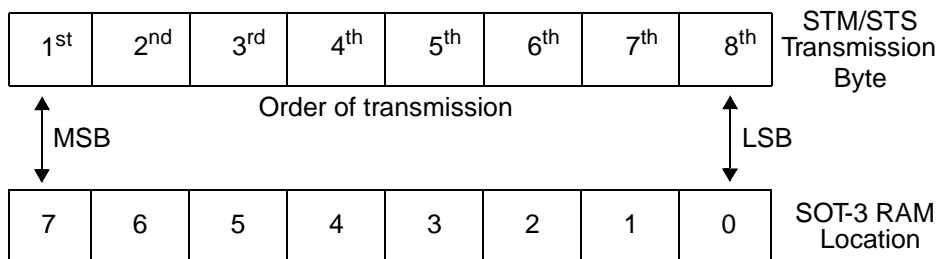 1st 2nd 3rd 4th 5th 6th 7th 8th
STM/STS
Transmission
Byte
Order of transmission
MSB
LSB
7 6 5 4 3 2 1 0
SOT-3 RAM
Location